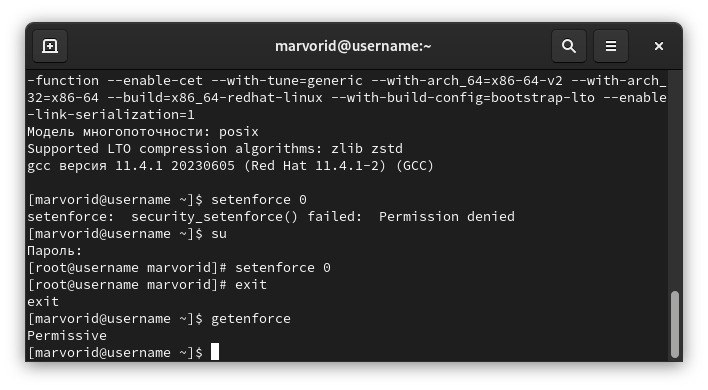 marvorid@username:~
-function --enable-cet --with-tune=generic --with-arch_64=x86-64-v2 --with-arch_
32=x86-64 --build=x86_64-redhat-linux --with-build-config=bootstrap-lto --enable
-link-serialization=1
Модель многопоточности: posix
Supported LTO compression algorithms: zlib zstd
gcc версия 11.4.1 20230605 (Red Hat 11.4.1-2) (GCC)
[marvorid@username ~]$ setenforce 0
setenforce:  security_setenforce() failed:  Permission denied
[marvorid@username ~]$ su
Пароль:
[root@username marvorid]# setenforce 0
[root@username marvorid]# exit
exit
[marvorid@username ~]$ getenforce
Permissive
[marvorid@username ~]$